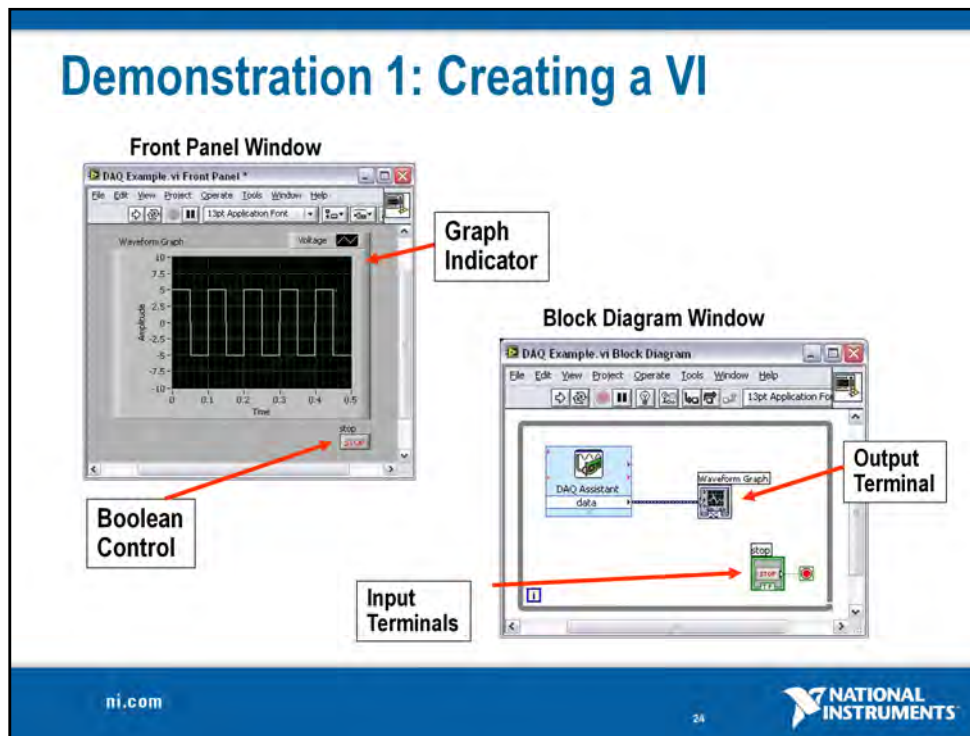 Demonstration 1: Creating a VI
Front Panel Window
DAQ Example.vi Front Panel *
File Edit View Project Operate Tools Window Help
13pt Application Font
Waveform Graph
Voltage
10
7.5
5
2.5
0
-2.5
-5
-7.5
-10
Amplitude
0 0.1 0.2 0.3 0.4 0.5
Time
stop
STOP
Graph
Indicator
Boolean
Control
Block Diagram Window
DAQ Example.vi Block Diagram
File Edit View Project Operate Tools Window Help
13pt Application Fo
DAQ Assistant
data
Waveform Graph
stop
STOP
TF
i
Output
Terminal
Input
Terminals
ni.com
24
NATIONAL
INSTRUMENTS